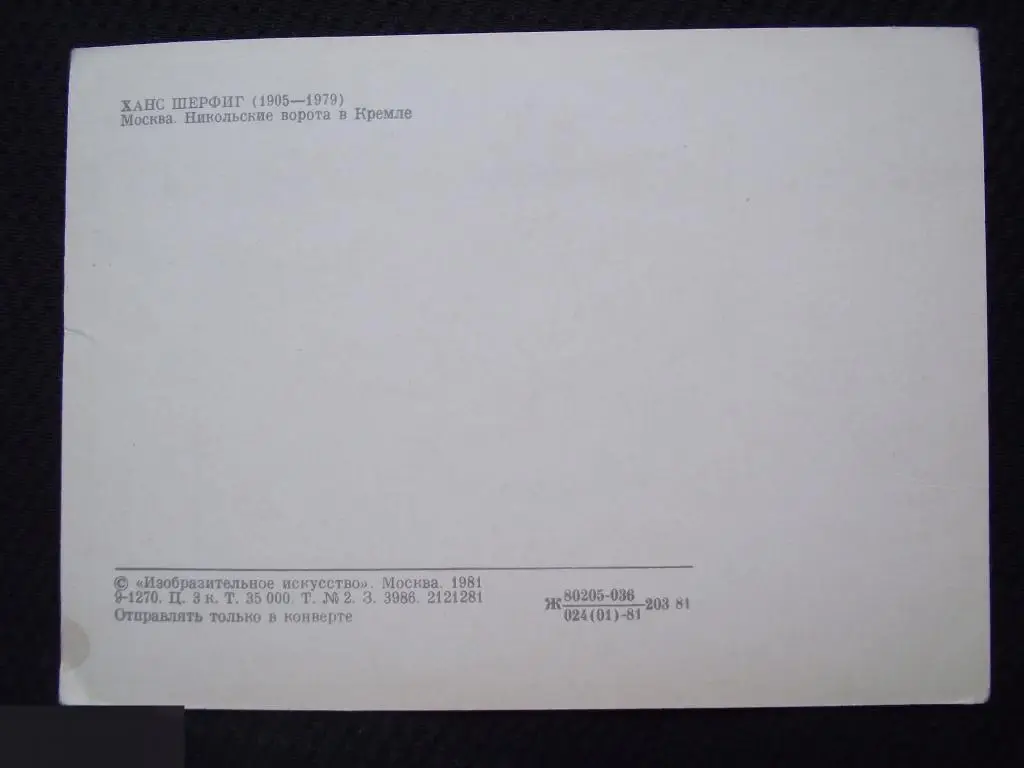 ХАНС ШЕРФИГ (1905—1979)
Москва. Никольские ворота в Кремле
© «Изобразительное искусство». Москва. 1981
9-1270. Ц. 3 к. Т. 35 000. Т. № 2. З. 3986. 2121281
Отправлять только в конверте
Ж 80205-036 203 81
024(01)-81